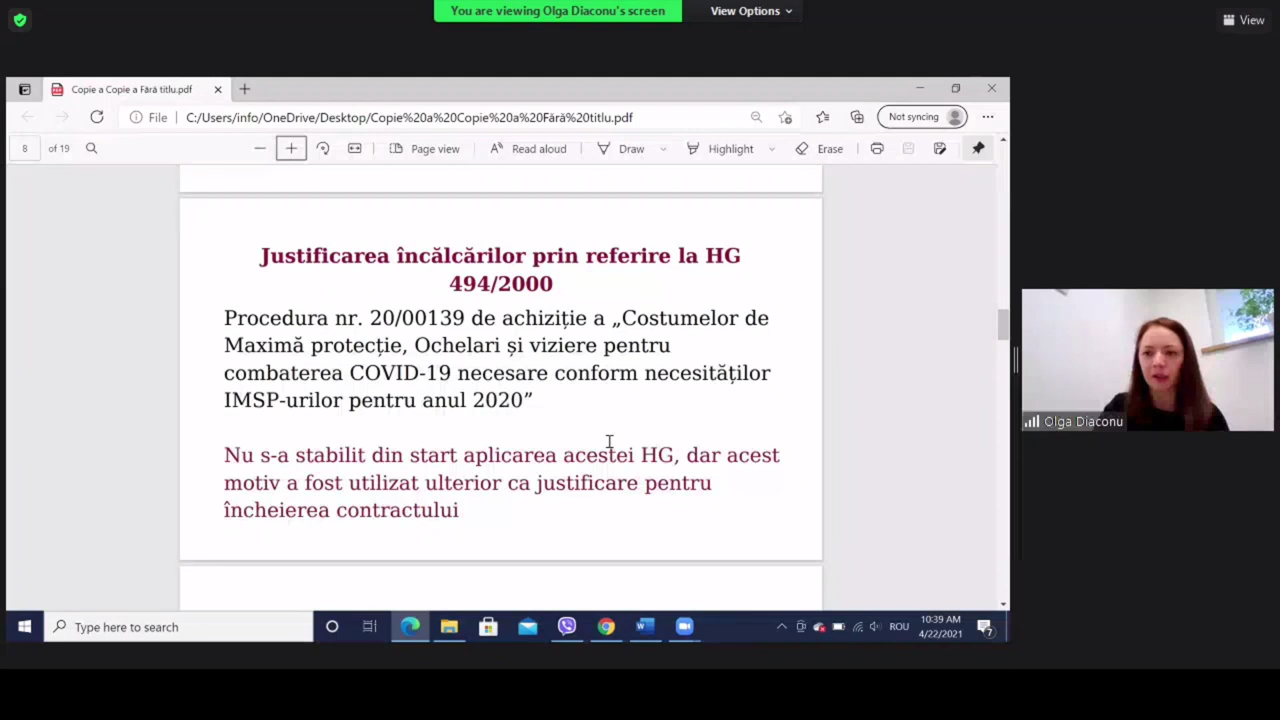 You are viewing Olga Diaconu's screen
View Options
View
Copie a Copie a Fără titlu.pdf
File
C:/Users/info/OneDrive/Desktop/Copie%20a%20Copie%20a%20Fără%20titlu.pdf
Not syncing
8 of 19
Page view
Read aloud
Draw
Highlight
Erase
Justificarea încălcărilor prin referire la HG
494/2000
Procedura nr. 20/00139 de achiziție a „Costumelor de
Maximă protecție, Ochelari și viziere pentru
combaterea COVID-19 necesare conform necesităților
IMSP-urilor pentru anul 2020”
Nu s-a stabilit din start aplicarea acestei HG, dar acest
motiv a fost utilizat ulterior ca justificare pentru
încheierea contractului
Olga Diaconu
Type here to search
ROU
10:39 AM
4/22/2021
7